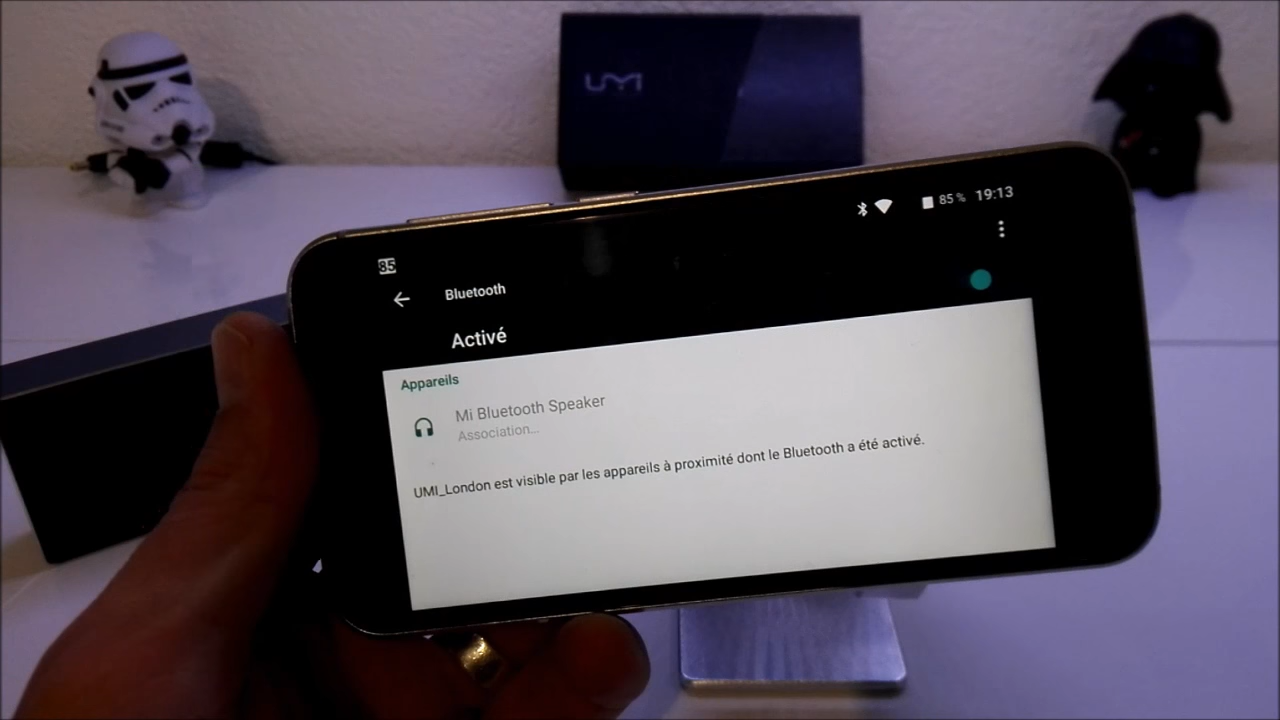 UMI
85 % 19:13
85
Bluetooth
Activé
Appareils
Mi Bluetooth Speaker
Association...
UMI_London est visible par les appareils à proximité dont le Bluetooth a été activé.